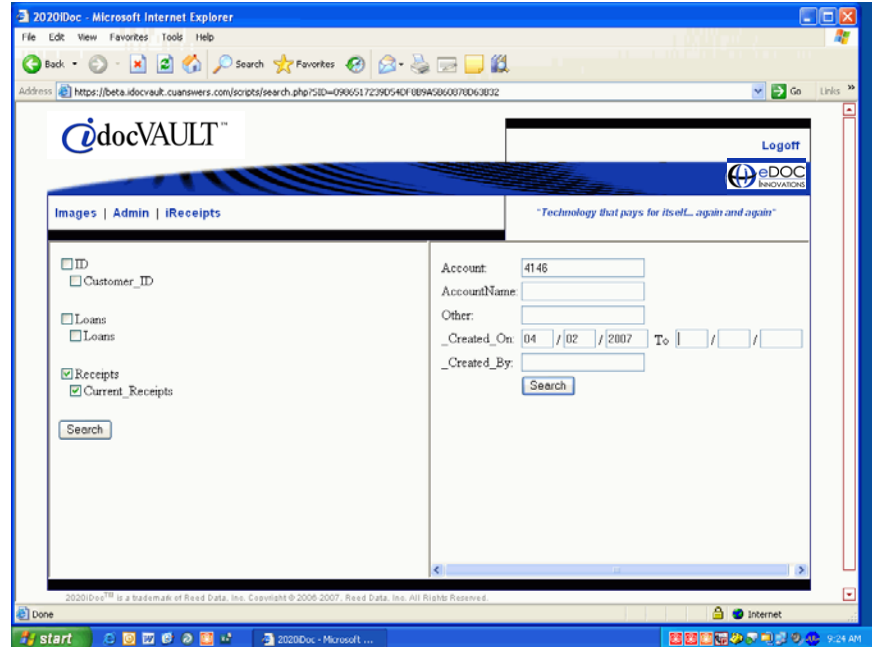 2020IDoc - Microsoft Internet Explorer
File Edit View Favorites Tools Help
Back Search Favorites
Address https://beta.idocvault.cuanswers.com/scripts/search.php?SID= Go Links »
idocVAULT™
Logoff
eDOC
INNOVATIONS
Images | Admin | iReceipts
"Technology that pays for itself... again and again"
ID
Customer_ID
Loans
Loans
Receipts
Current_Receipts
Search
Account: 4146
AccountName:
Other:
_Created_On: 04 / 02 / 2007 To / /
_Created_By:
Search
2020IDoc™ is a trademark of Reed Data, Inc. Copyright © 2006-2007, Reed Data, Inc. All Rights Reserved.
Done Internet
start 2020IDoc - Microsoft ... 9:24 AM